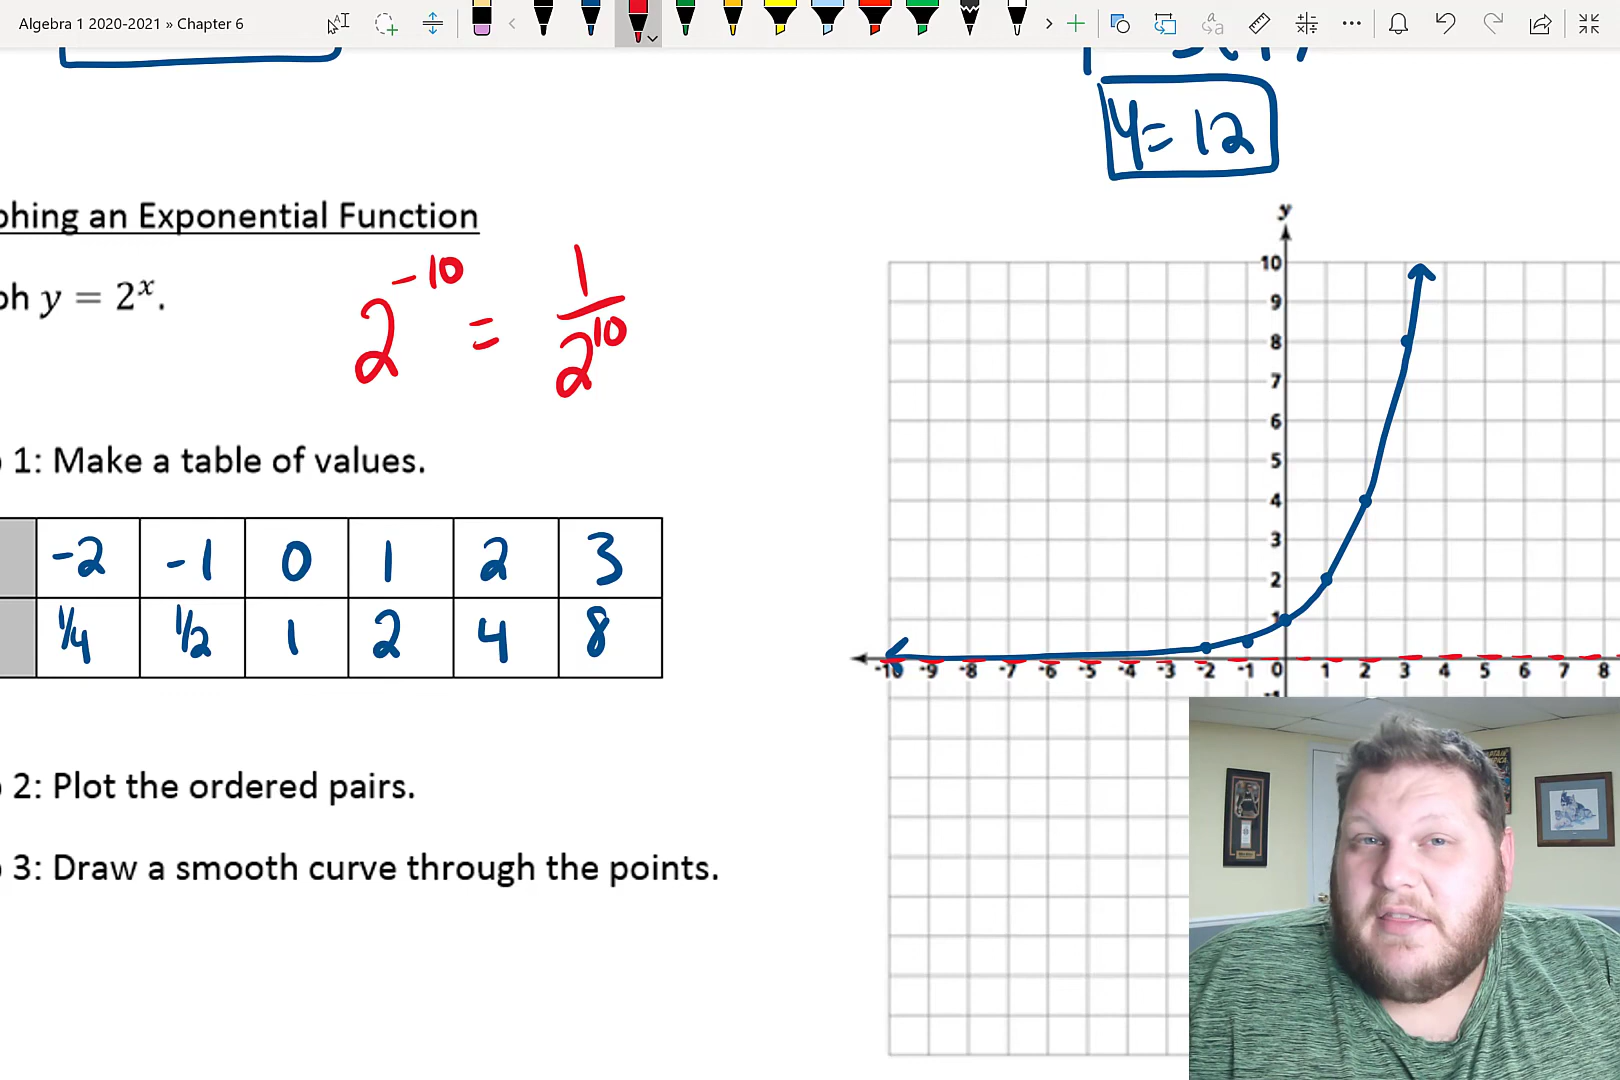 Algebra 1 2020-2021 » Chapter 6
y = 12
phing an Exponential Function
ph y = 2^x.
2^-10 = 1/2^10
1: Make a table of values.
-2 -1 0 1 2 3
1/4 1/2 1 2 4 8
2: Plot the ordered pairs.
3: Draw a smooth curve through the points.
y
10
9
8
7
6
5
4
3
2
1
-10 -9 -8 -7 -6 -5 -4 -3 -2 -1 0 1 2 3 4 5 6 7 8